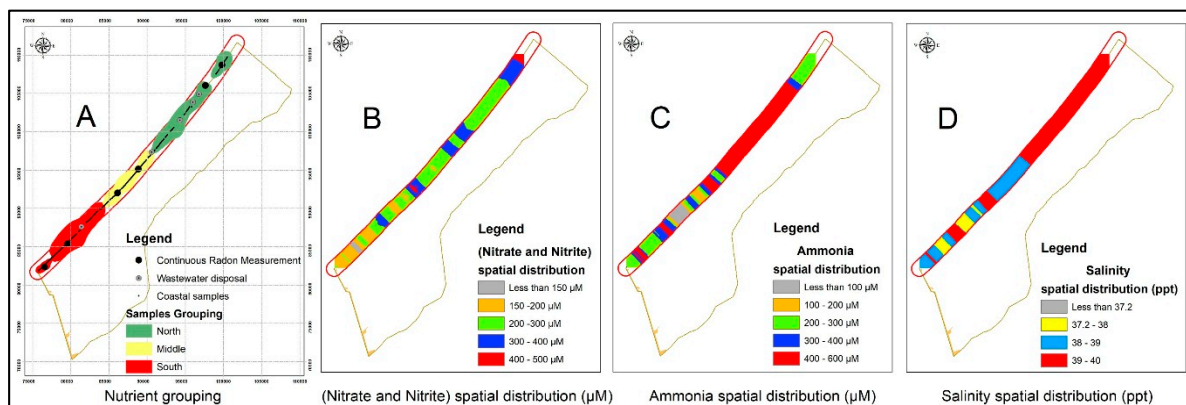 A
Legend
Continuous Radon Measurement
Wastewater disposal
Coastal samples
Samples Grouping
North
Middle
South
Nutrient grouping
B
Legend
(Nitrate and Nitrite)
spatial distribution
Less than 150 µM
150 -200 µM
200 -300 µM
300 - 400 µM
400 - 500 µM
(Nitrate and Nitrite) spatial distribution (µM)
C
Legend
Ammonia
spatial distribution
Less than 100 µM
100 - 200 µM
200 - 300 µM
300 - 400 µM
400 - 600 µM
Ammonia spatial distribution (µM)
D
Legend
Salinity
spatial distribution (ppt)
Less than 37.2
37.2 - 38
38 - 39
39 - 40
Salinity spatial distribution (ppt)